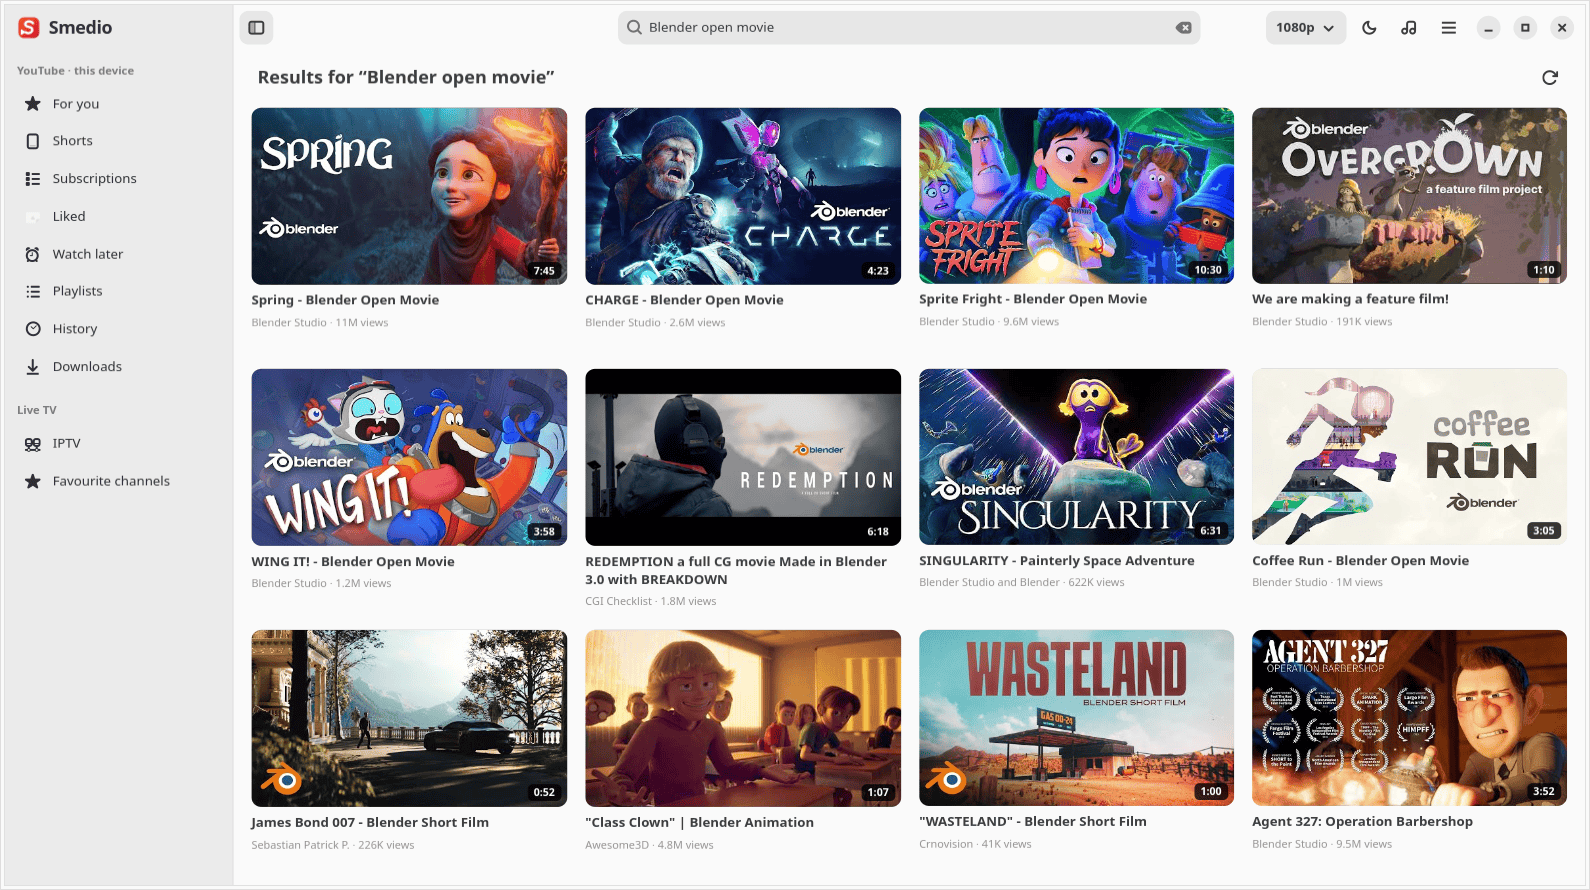 Smedio
Blender open movie
1080p
YouTube · this device
For you
Shorts
Subscriptions
Liked
Watch later
Playlists
History
Downloads
Live TV
IPTV
Favourite channels
Results for “Blender open movie”
SPRING
blender
7:45
Spring - Blender Open Movie
Blender Studio · 11M views
blender
CHARGE
4:23
CHARGE - Blender Open Movie
Blender Studio · 2.6M views
SPRITE
FRIGHT
10:30
Sprite Fright - Blender Open Movie
Blender Studio · 9.6M views
blender
OVERGROWN
a feature film project
1:10
We are making a feature film!
Blender Studio · 191K views
blender
WING IT!
3:58
WING IT! - Blender Open Movie
Blender Studio · 1.2M views
blender
REDEMPTION
6:18
REDEMPTION a full CG movie Made in Blender
3.0 with BREAKDOWN
CGI Checklist · 1.8M views
blender
SINGULARITY
6:31
SINGULARITY - Painterly Space Adventure
Blender Studio and Blender · 622K views
coffee
RUN
blender
3:05
Coffee Run - Blender Open Movie
Blender Studio · 1M views
0:52
James Bond 007 - Blender Short Film
Sebastian Patrick P. · 226K views
1:07
"Class Clown" | Blender Animation
Awesome3D · 4.8M views
WASTELAND
BLENDER SHORT FILM
GAS 00-24
1:00
"WASTELAND" - Blender Short Film
Crnovision · 41K views
AGENT 327
OPERATION BARBERSHOP
HIMPFF
3:52
Agent 327: Operation Barbershop
Blender Studio · 9.5M views